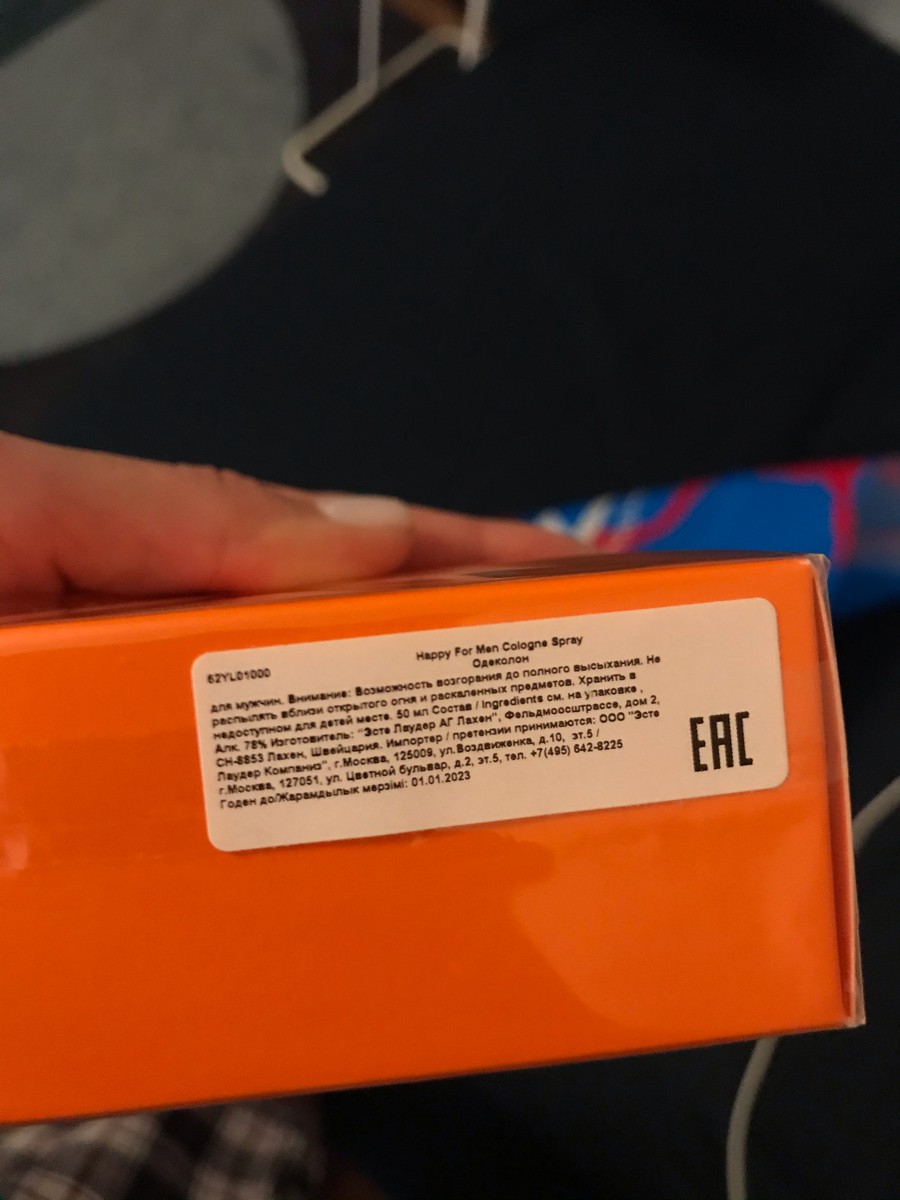 62YL01000
Happy For Men Cologne Spray
Одеколон
для мужчин. Внимание: Возможность возгорания до полного высыхания. Не
распылять вблизи открытого огня и раскаленных предметов. Хранить в
недоступном для детей месте. 50 мл Состав / Ingredients см. на упаковке ,
Алк. 78% Изготовитель: "Эсте Лаудер АГ Лахен", Фельдмоосштрассе, дом 2,
CH-8853 Лахен, Швейцария. Импортер / претензии принимаются: ООО "Эсте
Лаудер Компаниз", г.Москва, 125009, ул.Воздвиженка, д.10, эт.5 /
г.Москва, 127051, ул. Цветной бульвар, д.2, эт.5, тел. +7(495) 642-8225
Годен до/Жарамдылык мерзімі: 01.01.2023
EAC